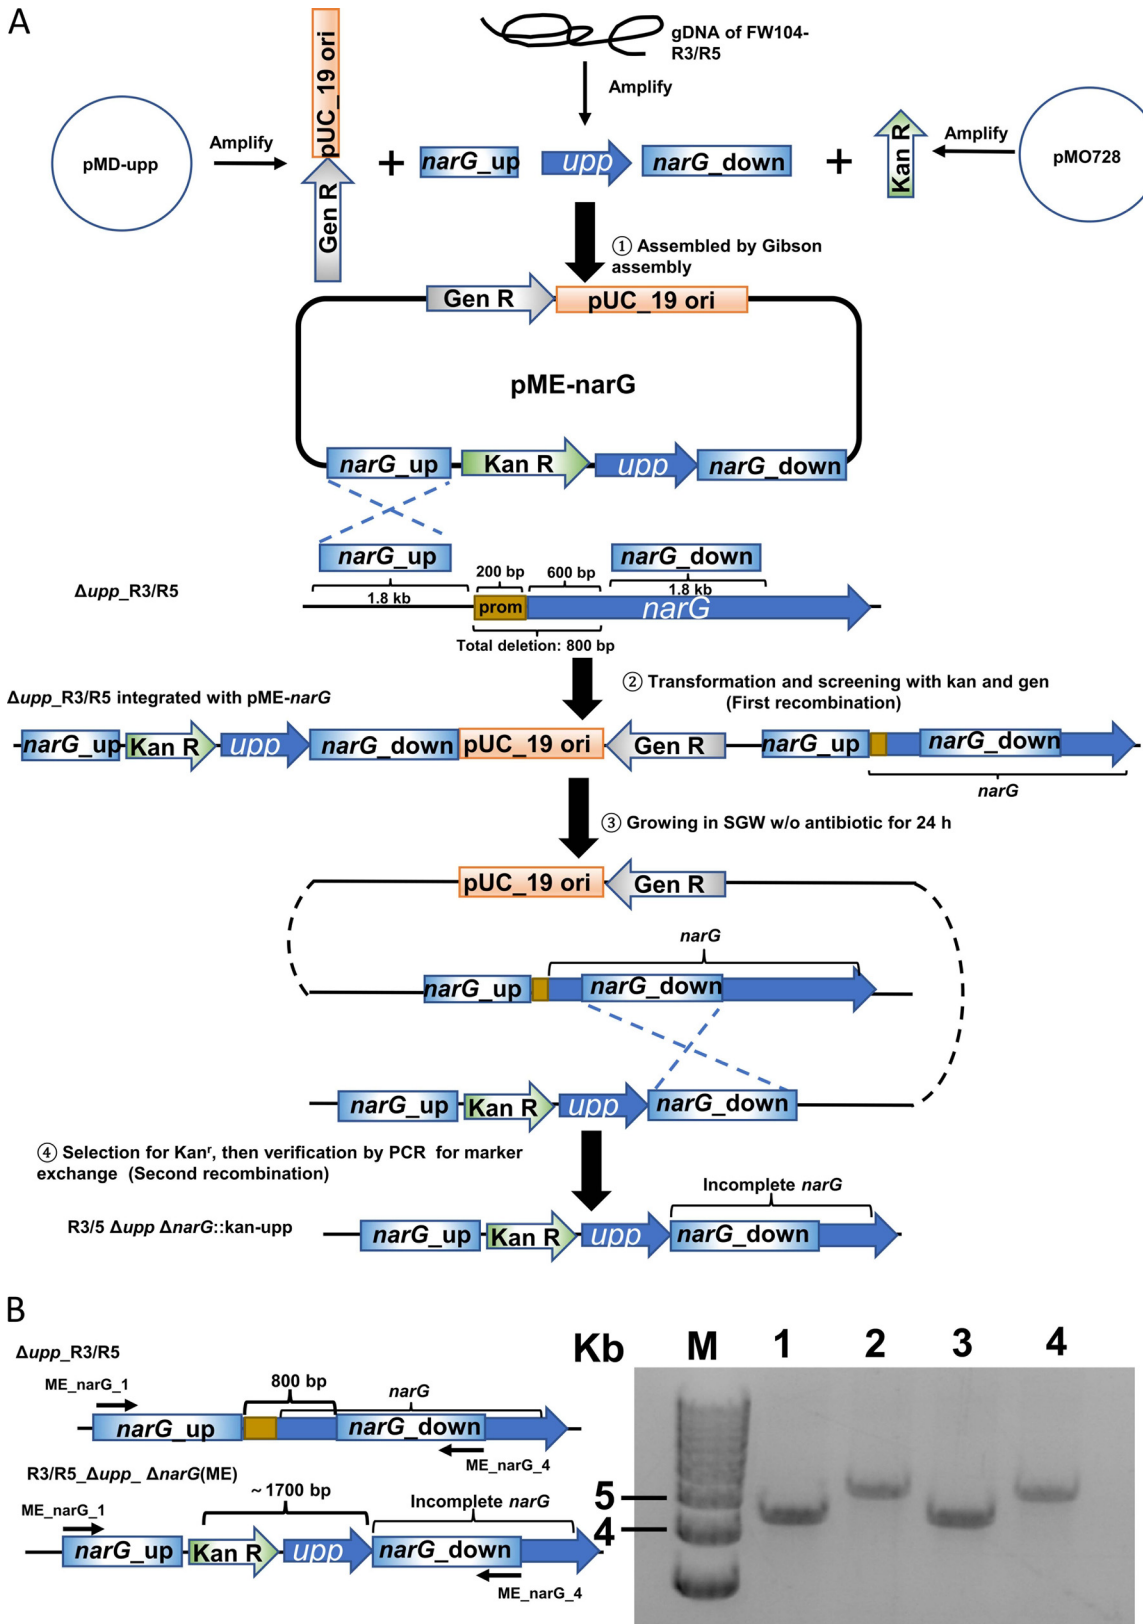 A
gDNA of FW104-
R3/R5
Amplify
pMD-upp
Amplify
pUC_19 ori
Gen R
+
narG_up
upp
narG_down
+
Kan R
Amplify
pMO728
① Assembled by Gibson
assembly
Gen R
pUC_19 ori
pME-narG
narG_up
Kan R
upp
narG_down
narG_up
narG_down
200 bp
600 bp
Δupp_R3/R5
1.8 kb
1.8 kb
prom
narG
Total deletion: 800 bp
② Transformation and screening with kan and gen
(First recombination)
Δupp_R3/R5 integrated with pME-narG
narG_up
Kan R
upp
narG_down
pUC_19 ori
Gen R
narG_up
narG_down
narG
③ Growing in SGW w/o antibiotic for 24 h
pUC_19 ori
Gen R
narG
narG_up
narG_down
narG_up
Kan R
upp
narG_down
④ Selection for Kanʳ, then verification by PCR for marker
exchange (Second recombination)
Incomplete narG
R3/5 Δupp ΔnarG::kan-upp
narG_up
Kan R
upp
narG_down
B
Δupp_R3/R5
ME_narG_1
800 bp
narG
narG_up
narG_down
ME_narG_4
R3/R5_Δupp_ ΔnarG(ME)
ME_narG_1
~ 1700 bp
Incomplete narG
narG_up
Kan R
upp
narG_down
ME_narG_4
Kb
M
1
2
3
4
5
4